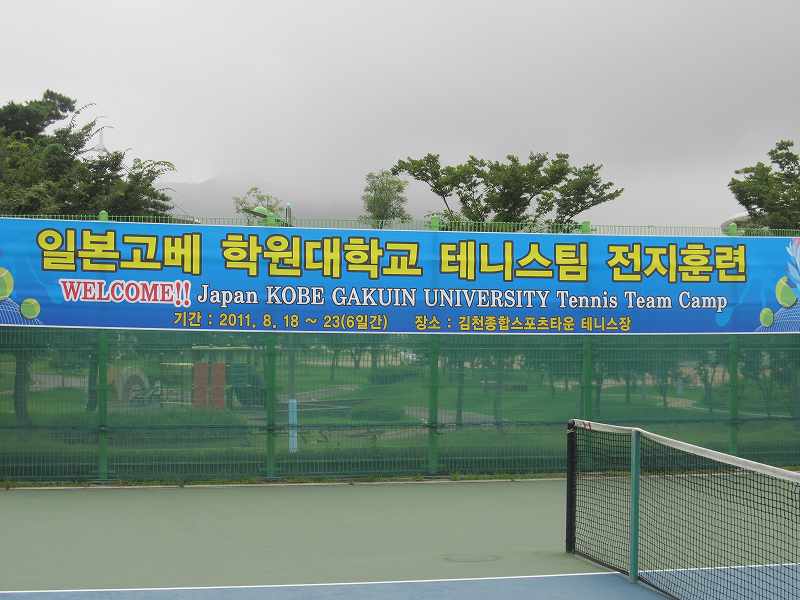 일본고베 학원대학교 테니스팀 전지훈련
WELCOME!! Japan KOBE GAKUIN UNIVERSITY Tennis Team Camp
기간 : 2011. 8. 18 ~ 23(6일간) 장소 : 김천종합스포츠타운 테니스장